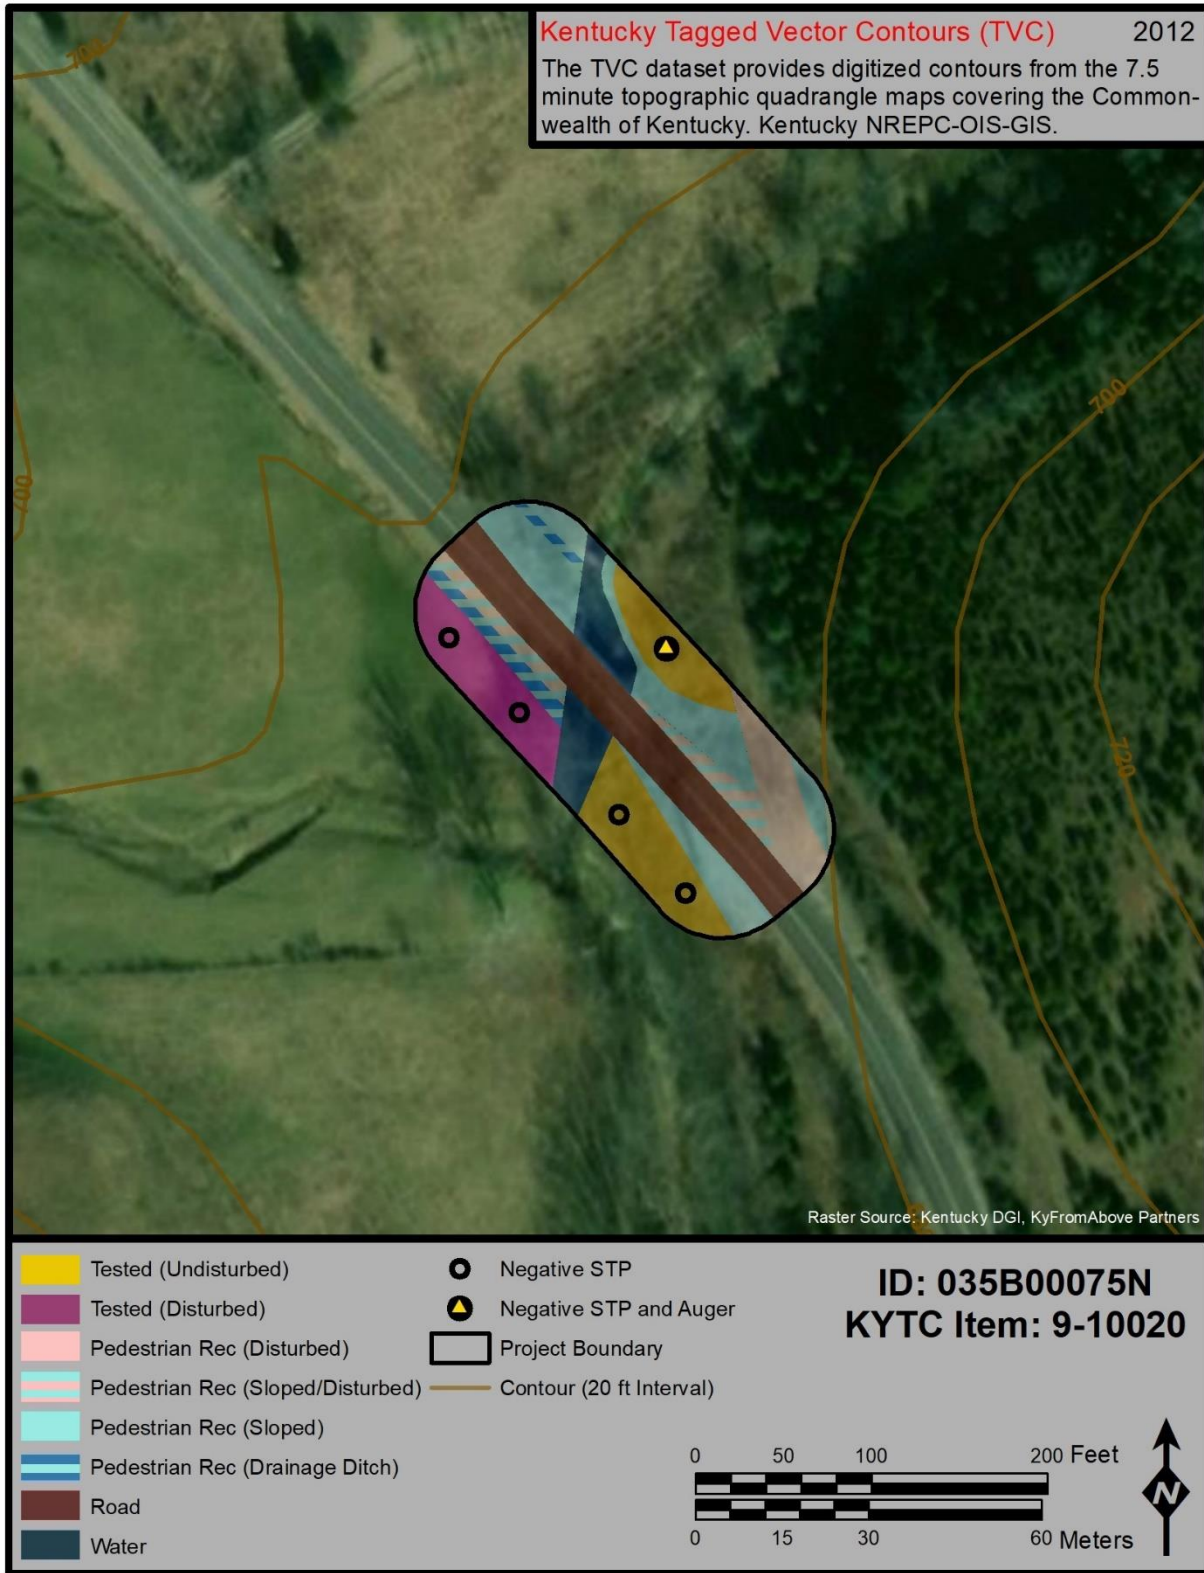 Kentucky Tagged Vector Contours (TVC) 2012
The TVC dataset provides digitized contours from the 7.5
minute topographic quadrangle maps covering the Common-
wealth of Kentucky. Kentucky NREPC-OIS-GIS.
700
700
700
720
Raster Source: Kentucky DGI, KyFromAbove Partners
Tested (Undisturbed)
Tested (Disturbed)
Pedestrian Rec (Disturbed)
Pedestrian Rec (Sloped/Disturbed)
Pedestrian Rec (Sloped)
Pedestrian Rec (Drainage Ditch)
Road
Water
Negative STP
Negative STP and Auger
Project Boundary
Contour (20 ft Interval)
ID: 035B00075N
KYTC Item: 9-10020
0 50 100 200 Feet
0 15 30 60 Meters
N